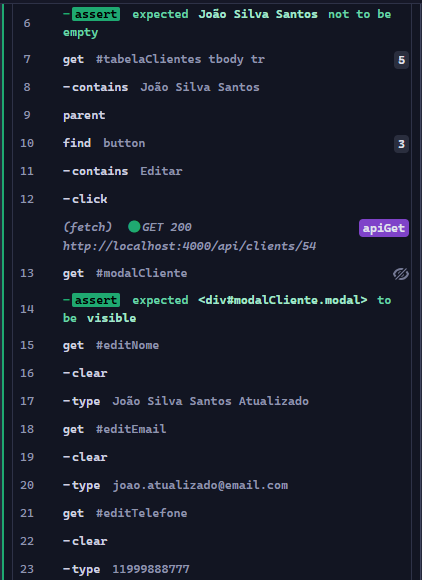 6 -assert expected João Silva Santos not to be
empty
7 get #tabelaClientes tbody tr 5
8 -contains João Silva Santos
9 parent
10 find button 3
11 -contains Editar
12 -click
(fetch) GET 200 apiGet
http://localhost:4000/api/clients/54
13 get #modalCliente
14 -assert expected <div#modalCliente.modal> to
be visible
15 get #editNome
16 -clear
17 -type João Silva Santos Atualizado
18 get #editEmail
19 -clear
20 -type joao.atualizado@email.com
21 get #editTelefone
22 -clear
23 -type 11999888777